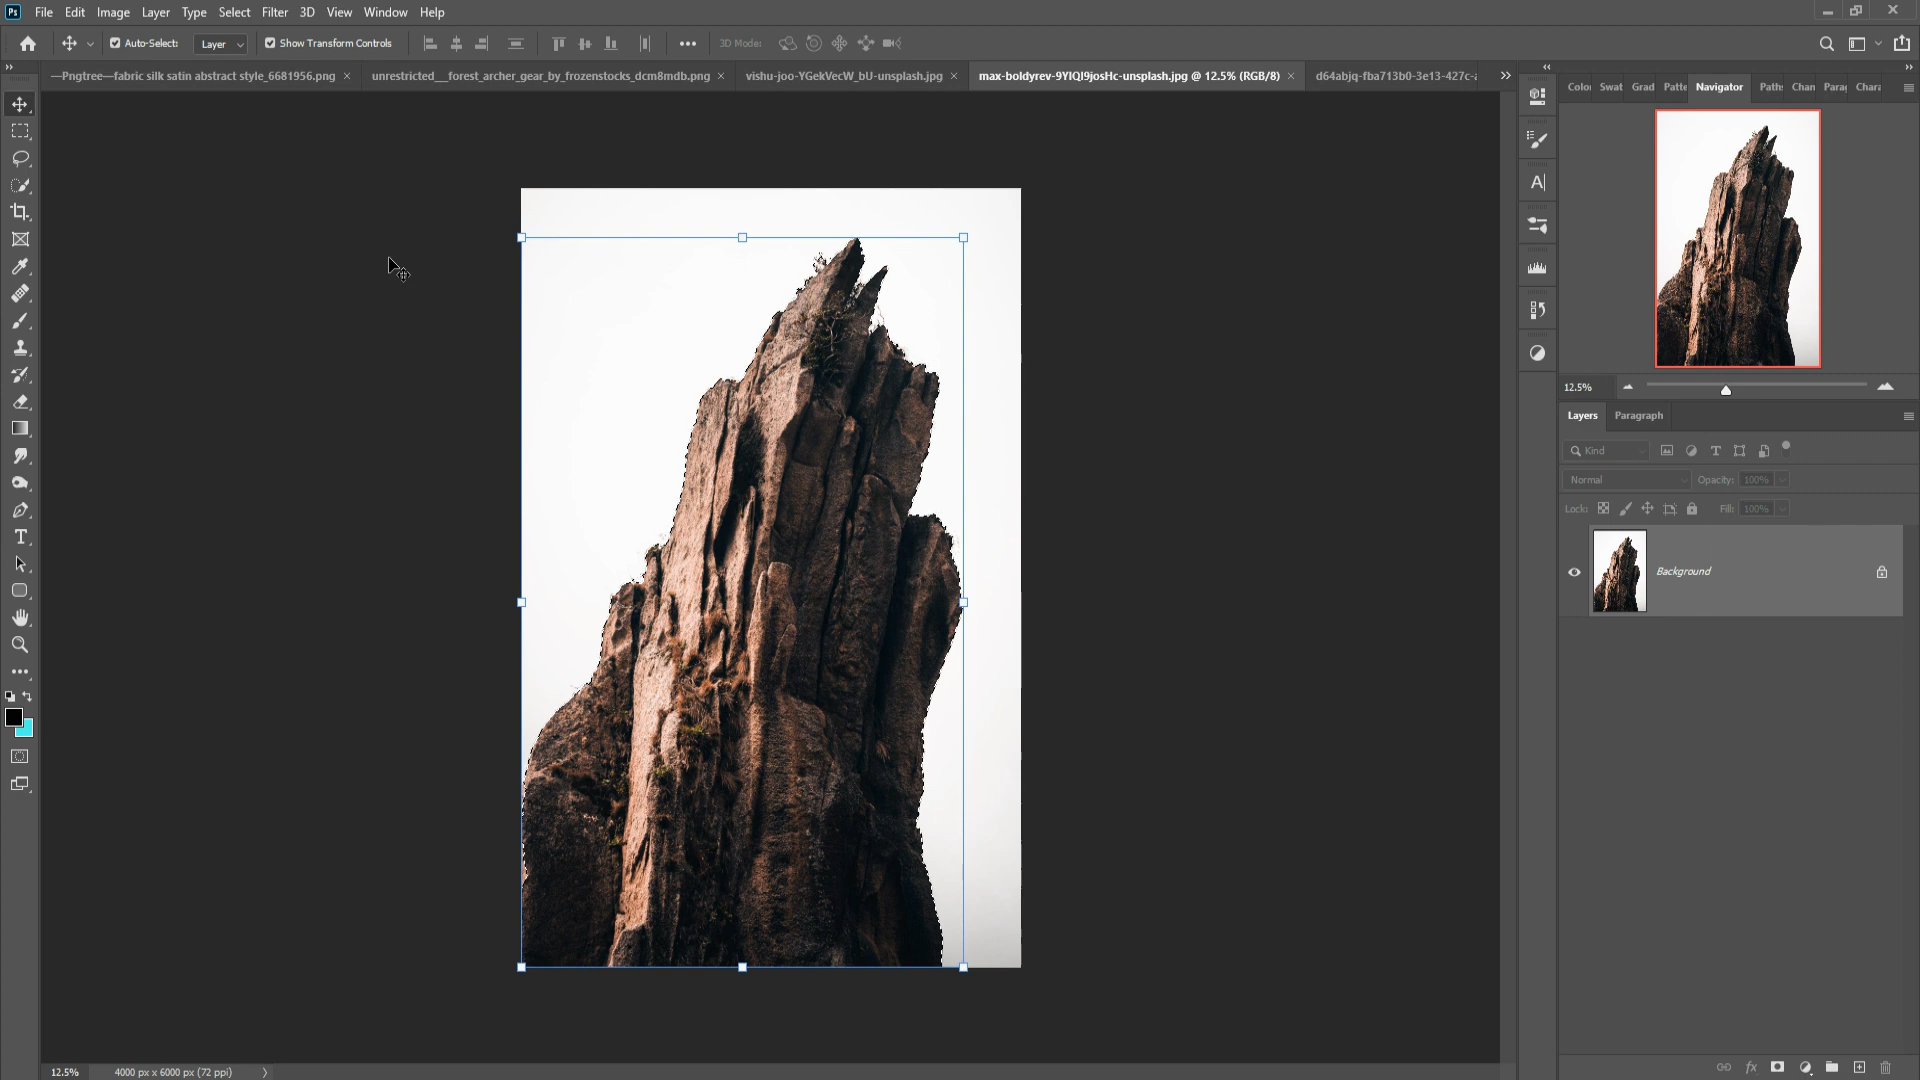 Ps File Edit Image Layer Type Select Filter 3D View Window Help
Auto-Select: Layer Show Transform Controls 3D Mode:
—Pngtree—fabric silk satin abstract style_6681956.png × unrestricted__forest_archer_gear_by_frozenstocks_dcm8mdb.png × vishu-joo-YGekVecW_bU-unsplash.jpg × max-boldyrev-9YIQI9josHc-unsplash.jpg @ 12.5% (RGB/8) × d64abjq-fba713b0-3e13-427c-a
Colo Swat Grad Patte Navigator Paths Chan Parag Chara
12.5%
Layers Paragraph
Kind
Normal Opacity: 100%
Lock: Fill: 100%
Background
12.5% 4000 px x 6000 px (72 ppi)